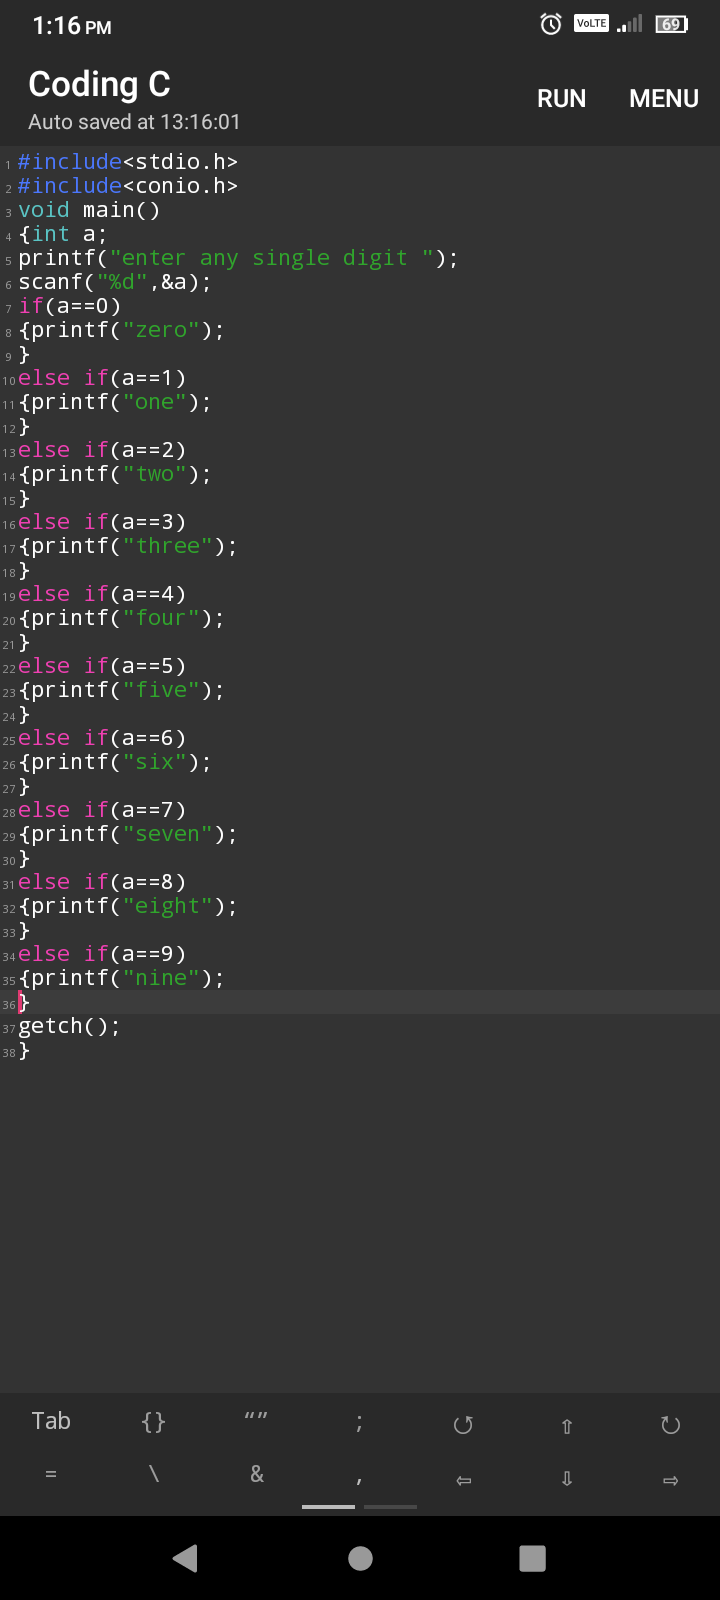 1:16 PM VoLTE 69
Coding C
Auto saved at 13:16:01
RUN MENU
1 #include<stdio.h>
2 #include<conio.h>
3 void main()
4 {int a;
5 printf("enter any single digit ");
6 scanf("%d",&a);
7 if(a==0)
8 {printf("zero");
9 }
10 else if(a==1)
11 {printf("one");
12 }
13 else if(a==2)
14 {printf("two");
15 }
16 else if(a==3)
17 {printf("three");
18 }
19 else if(a==4)
20 {printf("four");
21 }
22 else if(a==5)
23 {printf("five");
24 }
25 else if(a==6)
26 {printf("six");
27 }
28 else if(a==7)
29 {printf("seven");
30 }
31 else if(a==8)
32 {printf("eight");
33 }
34 else if(a==9)
35 {printf("nine");
36 }
37 getch();
38 }
Tab {} “” ; ⭯ ⇧ ⭮
= \ & , ⇦ ⇩ ⇨